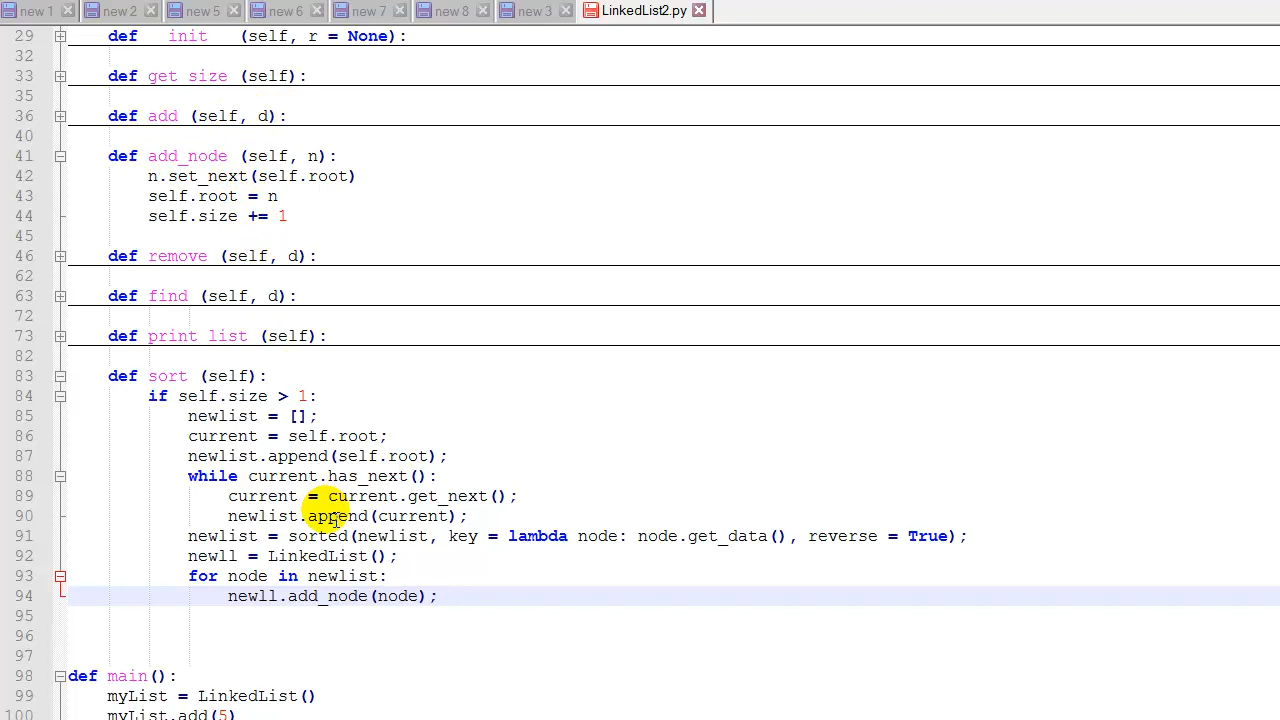 new 1 new 2 new 5 new 6 new 7 new 8 new 3 LinkedList2.py
29 def init (self, r = None):
32
33 def get size (self):
35
36 def add (self, d):
40
41 def add_node (self, n):
42 n.set_next(self.root)
43 self.root = n
44 self.size += 1
45
46 def remove (self, d):
62
63 def find (self, d):
72
73 def print list (self):
82
83 def sort (self):
84 if self.size > 1:
85 newlist = [];
86 current = self.root;
87 newlist.append(self.root);
88 while current.has_next():
89 current = current.get_next();
90 newlist.append(current);
91 newlist = sorted(newlist, key = lambda node: node.get_data(), reverse = True);
92 newll = LinkedList();
93 for node in newlist:
94 newll.add_node(node);
95
96
97
98 def main():
99 myList = LinkedList()
100 myList.add(5)